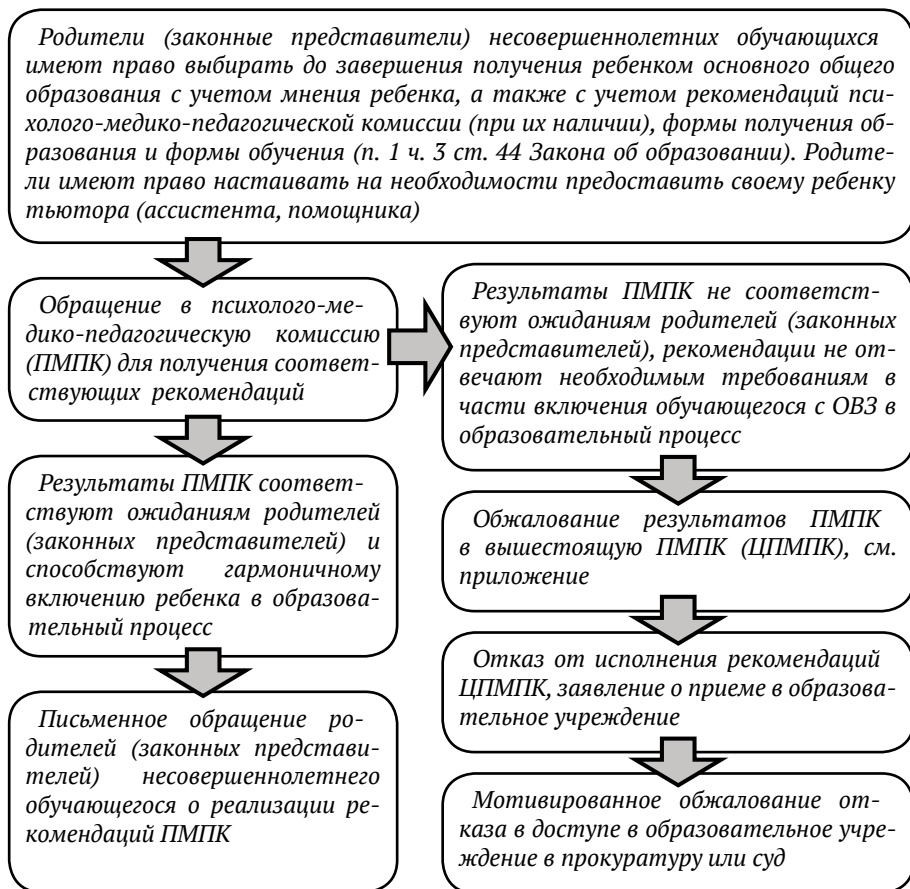 Родители (законные представители) несовершеннолетних обучающихся
имеют право выбирать до завершения получения ребенком основного общего
образования с учетом мнения ребенка, а также с учетом рекомендаций пси-
холого-медико-педагогической комиссии (при их наличии), формы получения об-
разования и формы обучения (п. 1 ч. 3 ст. 44 Закона об образовании). Родите-
ли имеют право настаивать на необходимости предоставить своему ребенку
тьютора (ассистента, помощника)
Обращение в психолого-ме-
дико-педагогическую комиссию
(ПМПК) для получения соответ-
ствующих рекомендаций
Результаты ПМПК соответ-
ствуют ожиданиям родителей
(законных представителей) и
способствуют гармоничному
включению ребенка в образова-
тельный процесс
Письменное обращение ро-
дителей (законных представи-
телей) несовершеннолетнего
обучающегося о реализации ре-
комендаций ПМПК
Результаты ПМПК не соответст-
вуют ожиданиям родителей (законных
представителей), рекомендации не от-
вечают необходимым требованиям в
части включения обучающегося с ОВЗ в
образовательный процесс
Обжалование результатов ПМПК
в вышестоящую ПМПК (ЦПМПК), см.
приложение
Отказ от исполнения рекомендаций
ЦПМПК, заявление о приеме в образова-
тельное учреждение
Мотивированное обжалование от-
каза в доступе в образовательное учре-
ждение в прокуратуру или суд